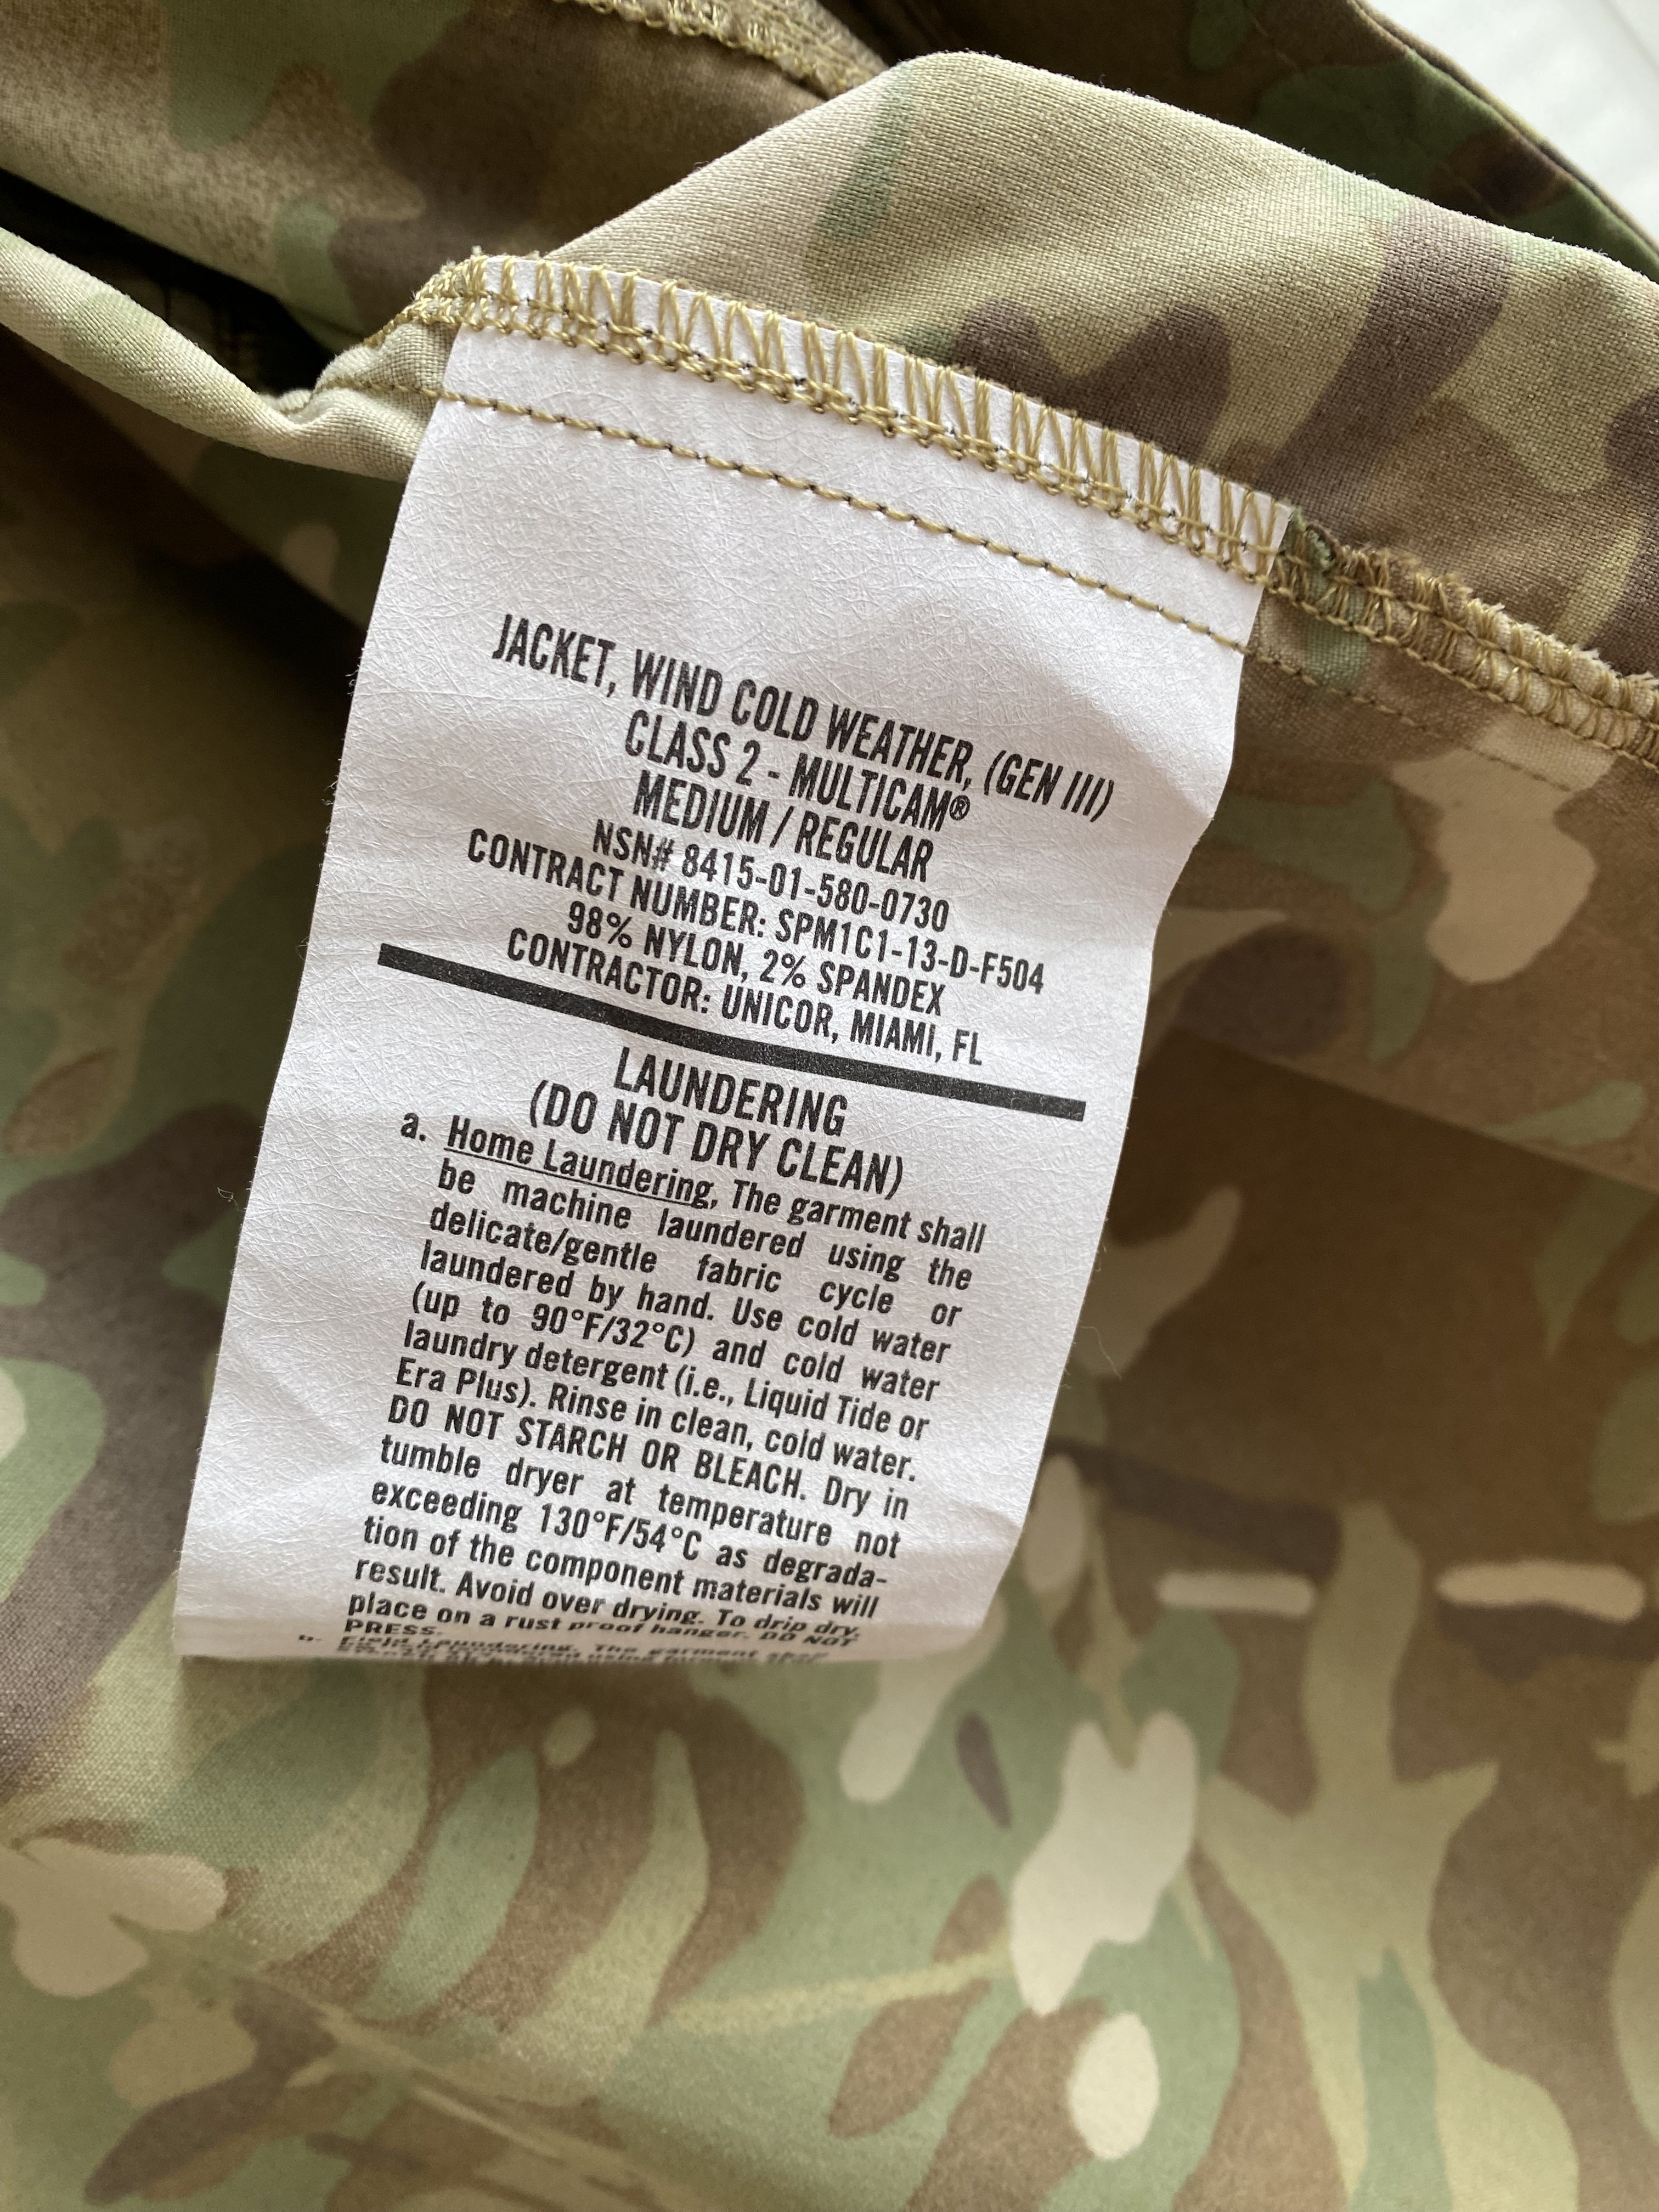 JACKET, WIND COLD WEATHER, (GEN III)
CLASS 2 - MULTICAM®
MEDIUM / REGULAR
NSN# 8415-01-580-0730
CONTRACT NUMBER: SPM1C1-13-D-F504
98% NYLON, 2% SPANDEX
CONTRACTOR: UNICOR, MIAMI, FL
LAUNDERING
(DO NOT DRY CLEAN)
a. Home Laundering, The garment shall
be machine laundered using the
delicate/gentle fabric cycle or
laundered by hand. Use cold water
(up to 90°F/32°C) and cold water
laundry detergent (i.e., Liquid Tide or
Era Plus). Rinse in clean, cold water.
DO NOT STARCH OR BLEACH. Dry in
tumble dryer at temperature not
exceeding 130°F/54°C as degrada-
tion of the component materials will
result. Avoid over drying. To drip dry,
place on a rust proof hanger. DO NOT
PRESS.
b. Field Laundering, The garment shall